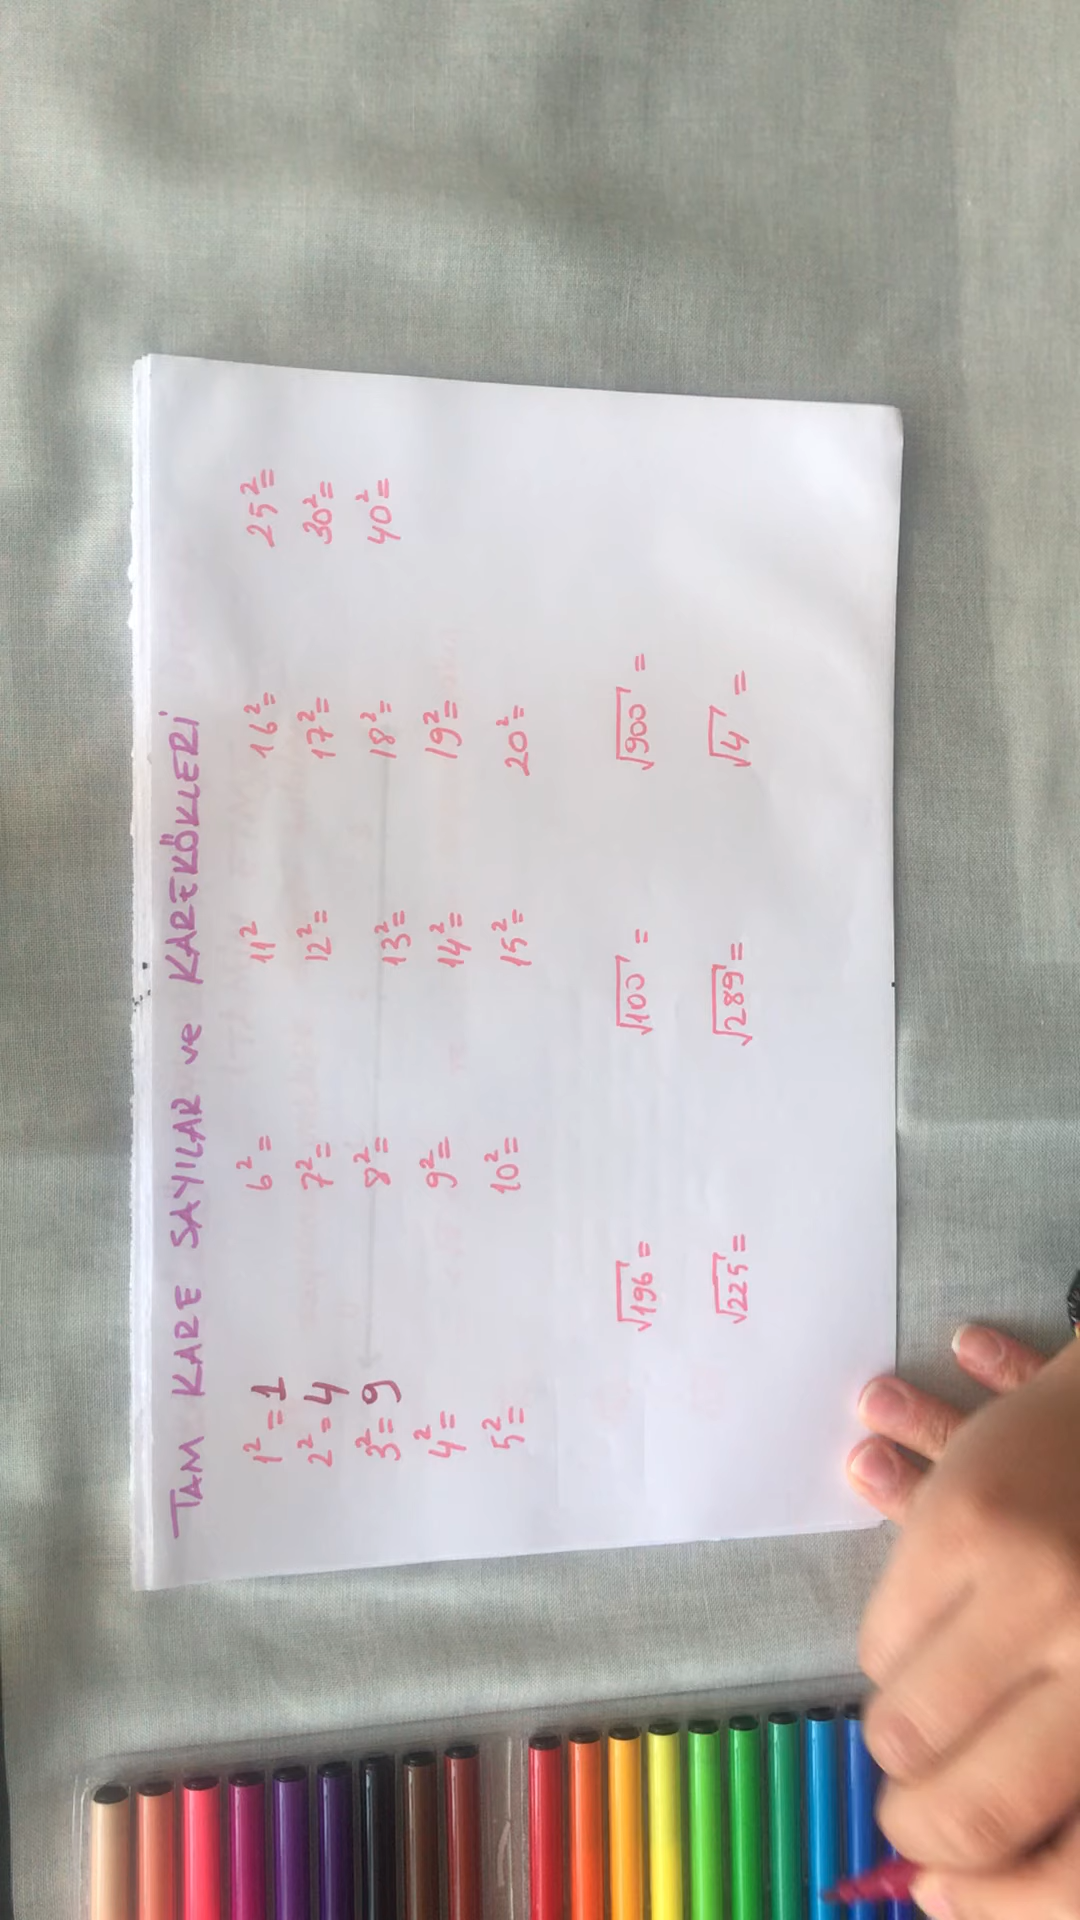 TAM KARE SAYILAR ve KAREKÖKLERİ
1² = 1 6² = 11² 16² = 25² =
2² = 4 7² = 12² = 17² = 30² =
3² = 9 8² = 13² = 18² = 40² =
4² = 9² = 14² = 19² =
5² = 10² = 15² = 20² =
√196 = √100 = √900 =
√225 = √289 = √4 =